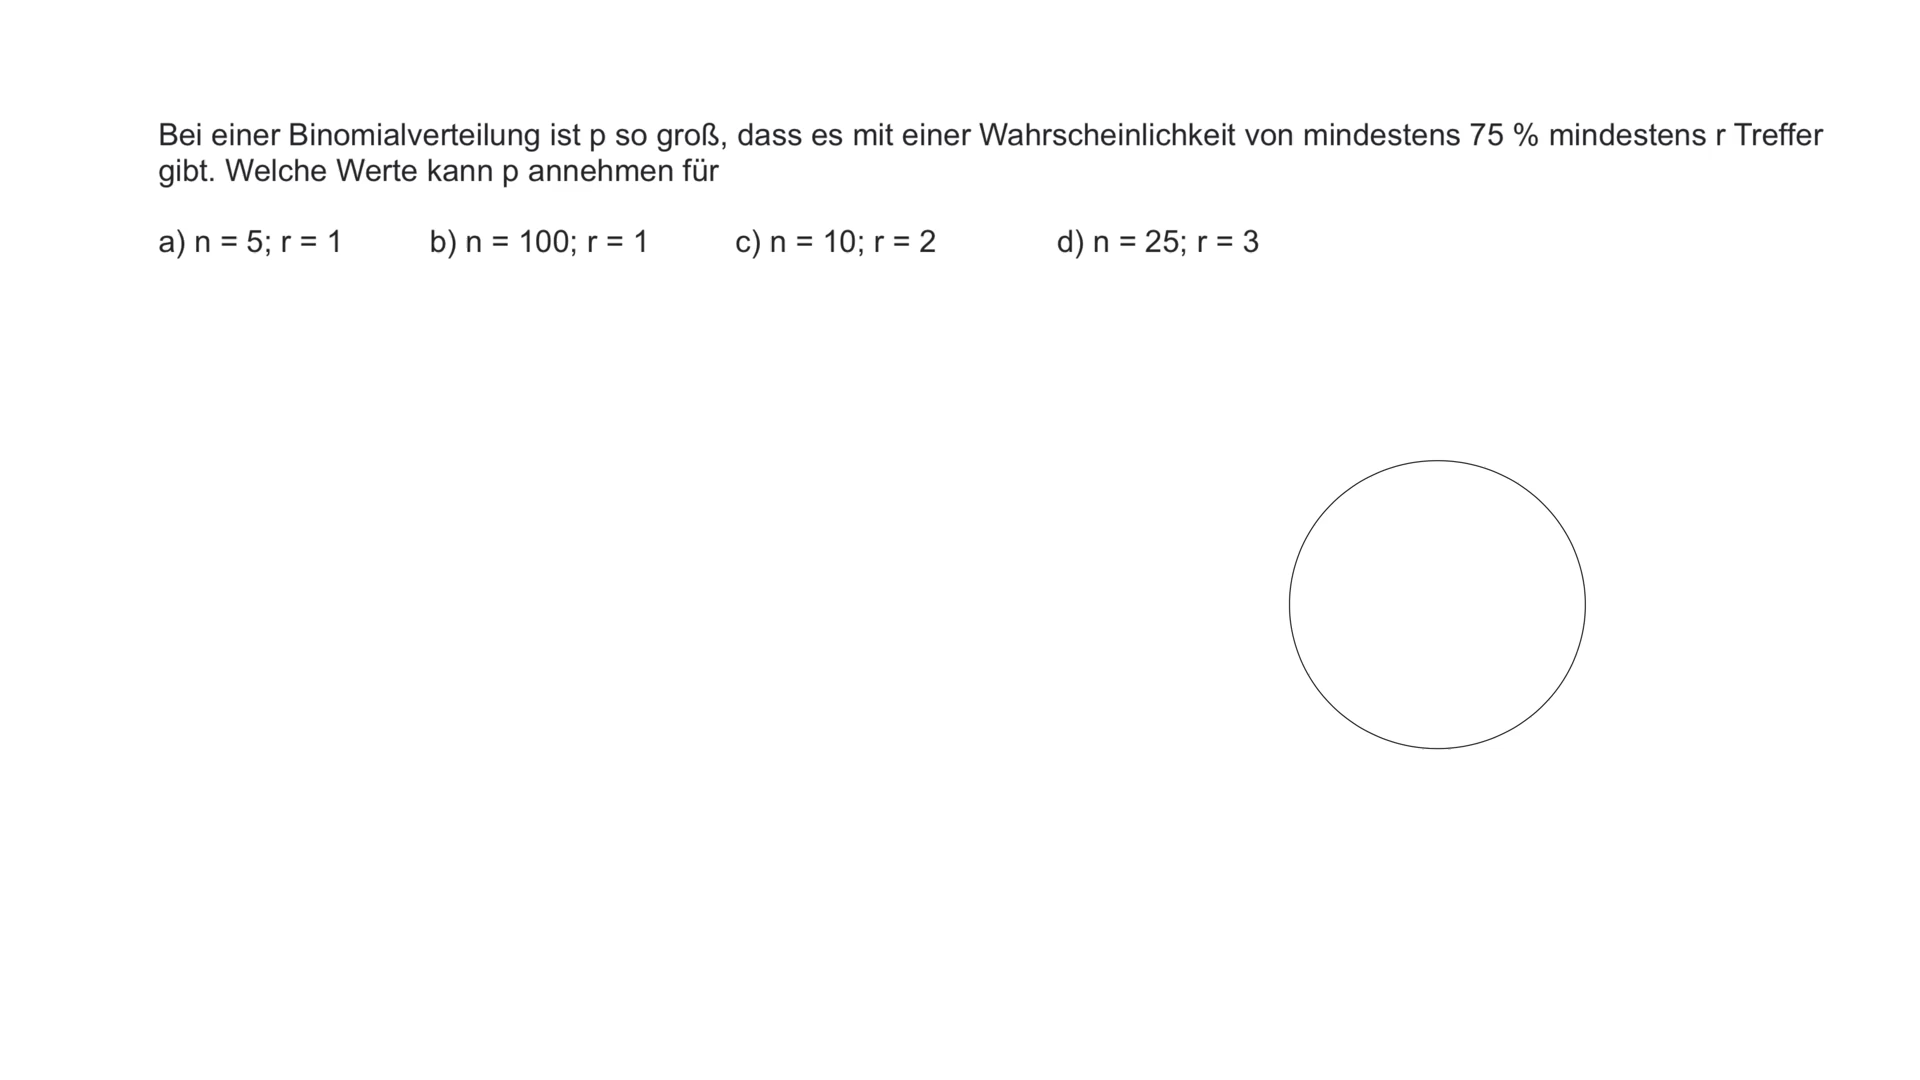 Bei einer Binomialverteilung ist p so groß, dass es mit einer Wahrscheinlichkeit von mindestens 75 % mindestens r Treffer
gibt. Welche Werte kann p annehmen für
a) n = 5; r = 1 b) n = 100; r = 1 c) n = 10; r = 2 d) n = 25; r = 3